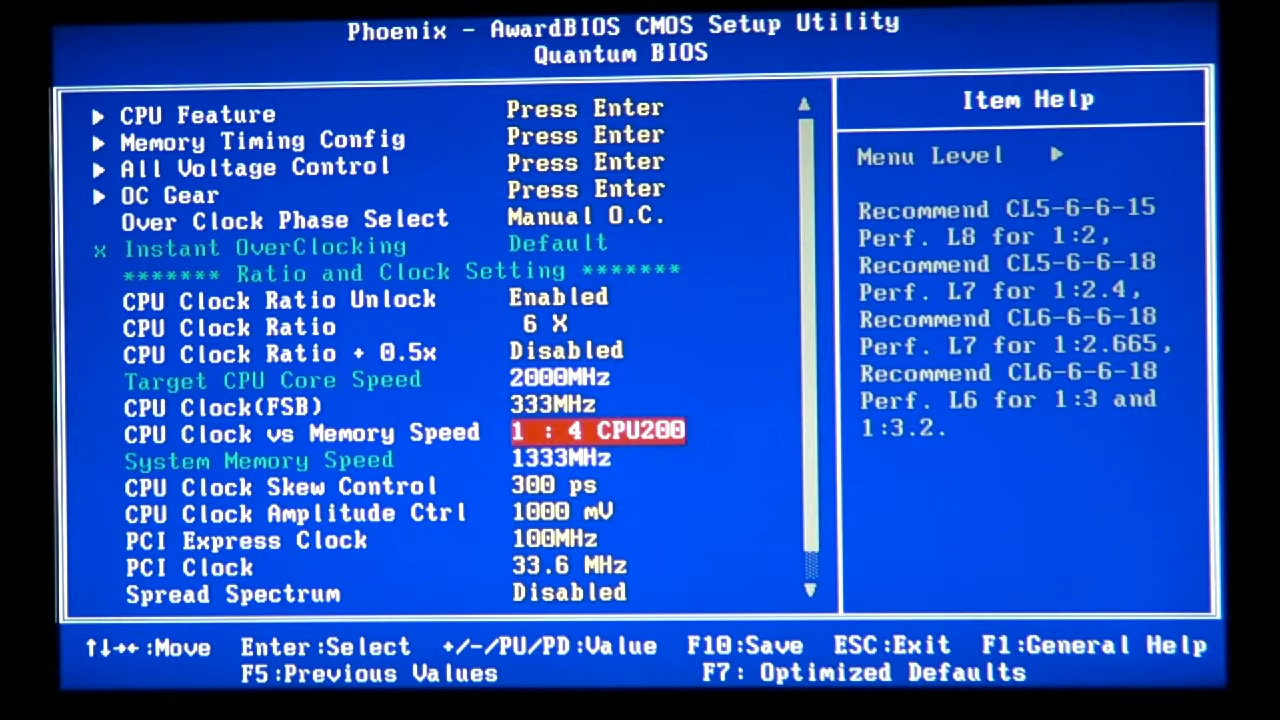 Phoenix - AwardBIOS CMOS Setup Utility
Quantum BIOS
CPU Feature Press Enter
Memory Timing Config Press Enter
All Voltage Control Press Enter
OC Gear Press Enter
Over Clock Phase Select Manual O.C.
x Instant OverClocking Default
******* Ratio and Clock Setting *******
CPU Clock Ratio Unlock Enabled
CPU Clock Ratio 6 X
CPU Clock Ratio + 0.5x Disabled
Target CPU Core Speed 2000MHz
CPU Clock(FSB) 333MHz
CPU Clock vs Memory Speed 1 : 4 CPU200
System Memory Speed 1333MHz
CPU Clock Skew Control 300 ps
CPU Clock Amplitude Ctrl 1000 mV
PCI Express Clock 100MHz
PCI Clock 33.6 MHz
Spread Spectrum Disabled
Item Help
Menu Level
Recommend CL5-6-6-15
Perf. L8 for 1:2,
Recommend CL5-6-6-18
Perf. L7 for 1:2.4,
Recommend CL6-6-6-18
Perf. L7 for 1:2.665,
Recommend CL6-6-6-18
Perf. L6 for 1:3 and
1:3.2.
↑↓→←:Move Enter:Select +/-/PU/PD:Value F10:Save ESC:Exit F1:General Help
F5:Previous Values F7: Optimized Defaults